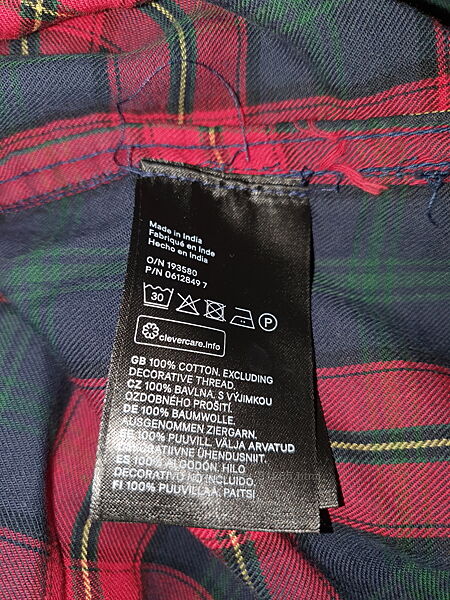 Made in India
Fabriqué en Inde
Hecho en India
O/N 193580
P/N 0612849 7
30
P
clevercare.info
GB 100% COTTON. EXCLUDING
DECORATIVE THREAD.
CZ 100% BAVLNA. S VÝJIMKOU
OZDOBNÉHO PROŠITÍ.
DE 100% BAUMWOLLE.
AUSGENOMMEN ZIERGARN.
EE 100% PUUVILL. VÄLJA ARVATUD
DEKORATIIVNE ÜHENDUSNIIT.
ES 100% ALGODÓN. HILO
DECORATIVO NO INCLUIDO.
FI 100% PUUVILLAA. PAITSI